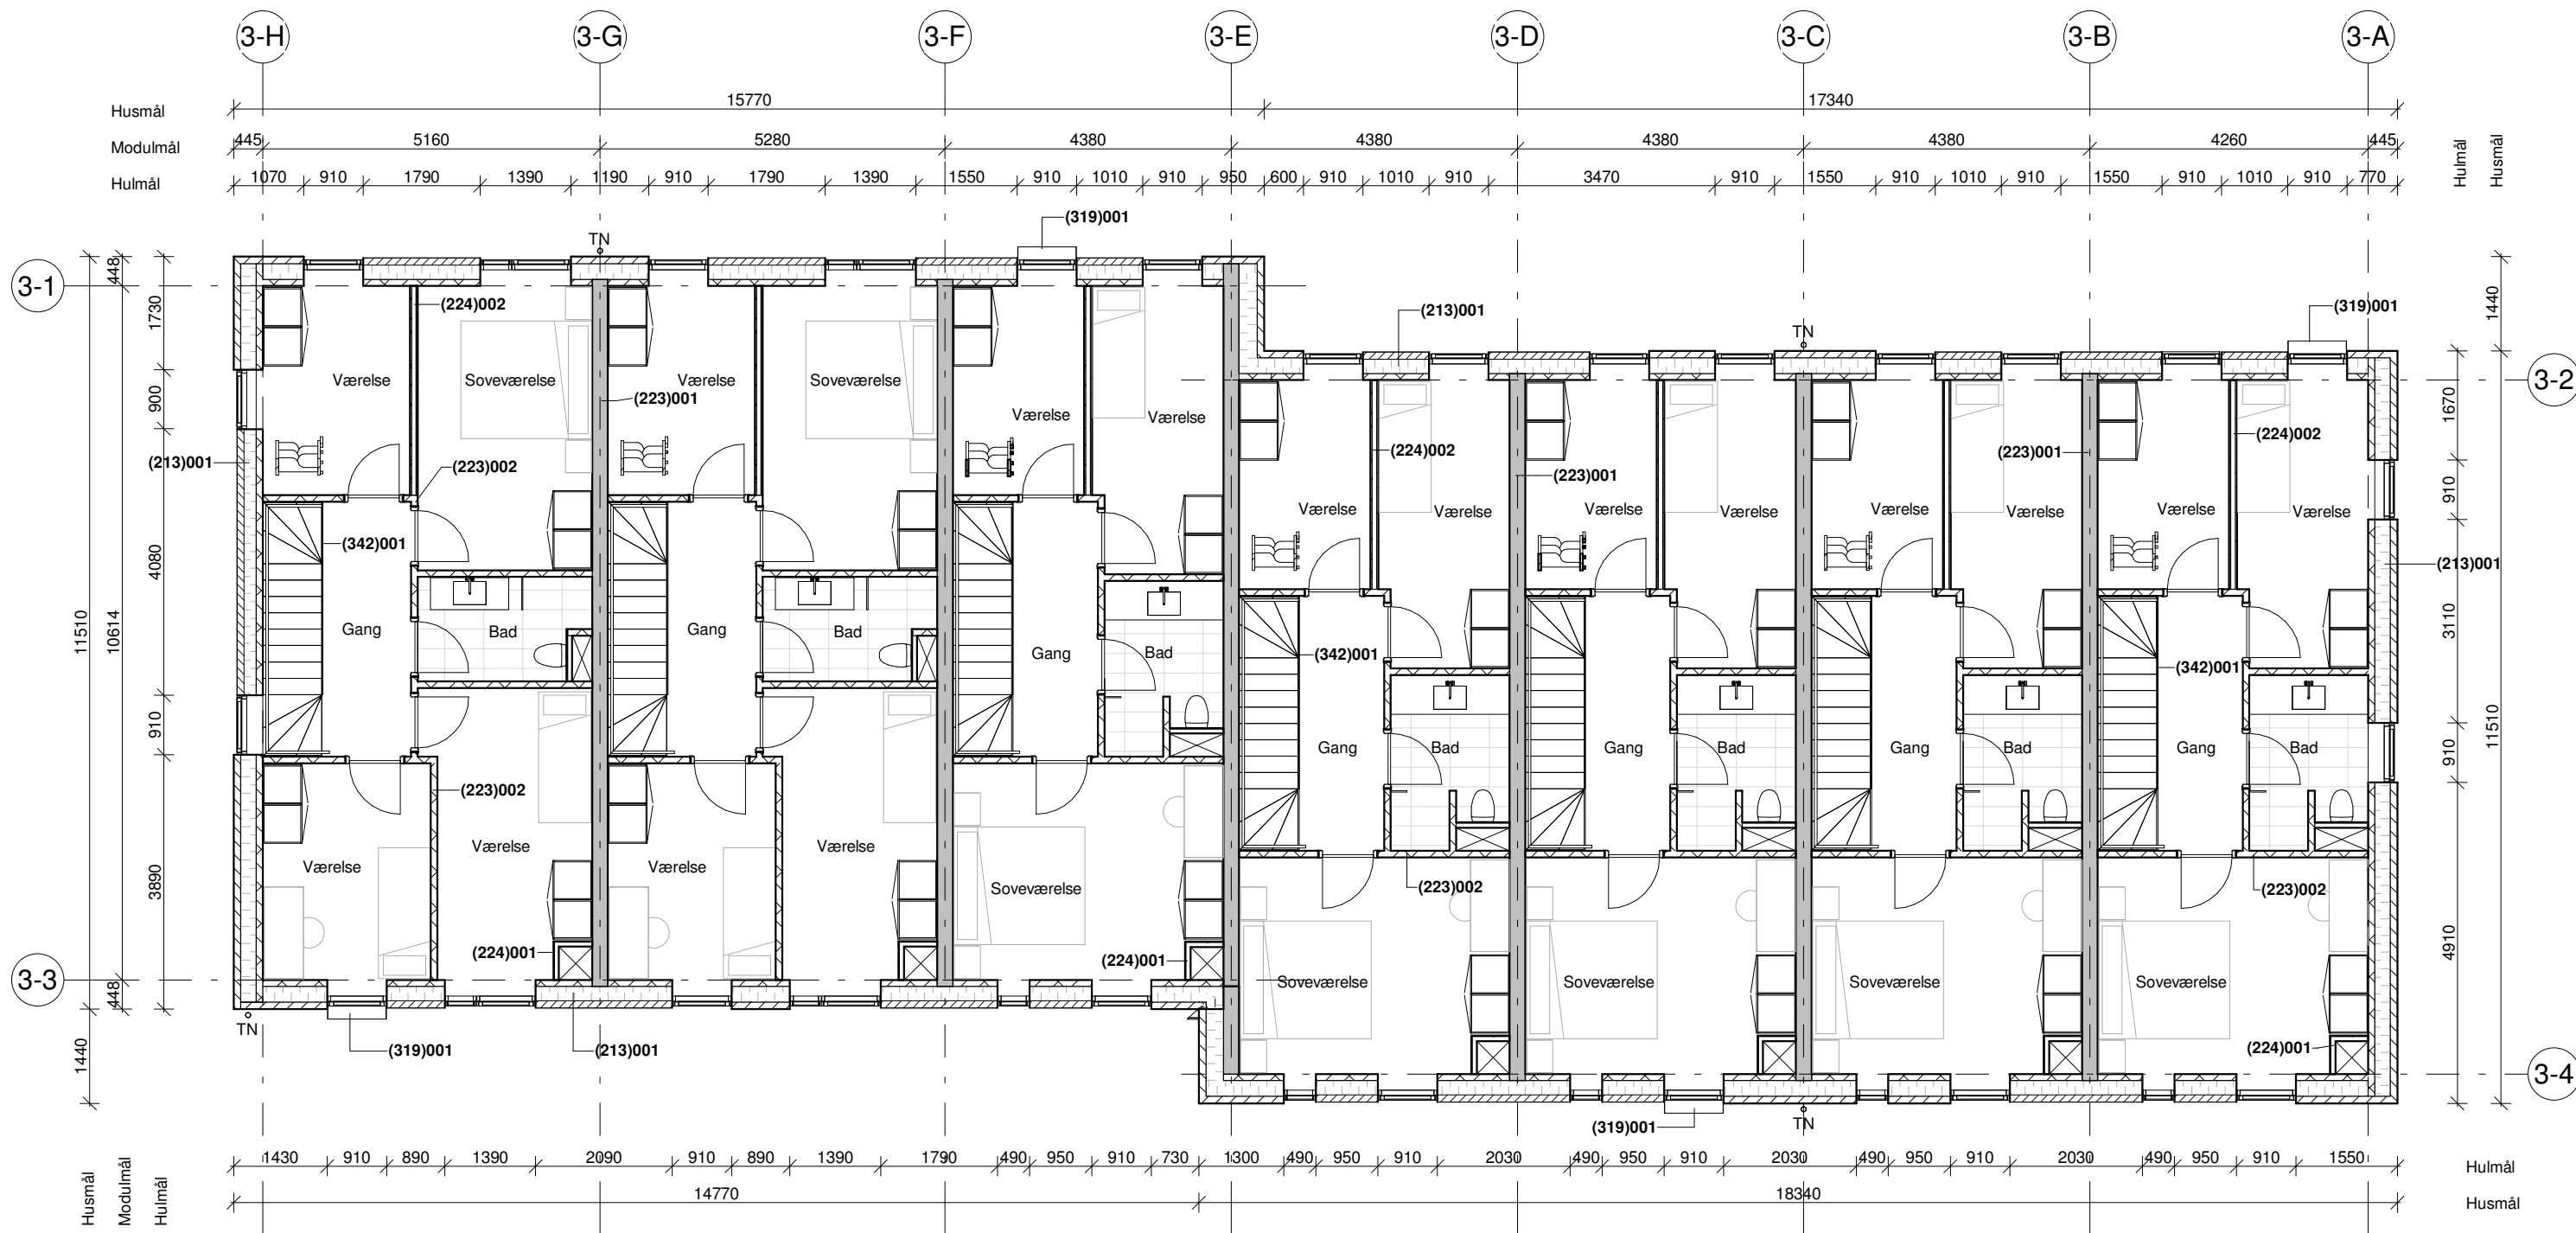 3-H 3-G 3-F 3-E 3-D 3-C 3-B 3-A
Husmål 15770 17340
Modulmål 445 5160 5280 4380 4380 4380 4380 4260 445
Hulmål 1070 910 1790 1390 1190 910 1790 1390 1550 910 1010 910 950 600 910 1010 910 3470 910 1550 910 1010 910 1550 910 1010 910 770
Hulmål
Husmål
(319)001
TN
3-1
(224)002
(213)001
(319)001
TN
3-2
Værelse Soveværelse Værelse Soveværelse Værelse Værelse
(223)001
(224)002
(223)001
(224)002
(213)001
(223)002
(223)001
Værelse Værelse Værelse Værelse Værelse Værelse Værelse Værelse
(342)001
(213)001
Gang Bad Gang Bad Gang Bad
(342)001
(342)001
Gang Bad Gang Bad Gang Bad Gang Bad
(223)002
Værelse Værelse Værelse Værelse Soveværelse
(223)002
(223)002
(224)001
(224)001
Soveværelse Soveværelse Soveværelse Soveværelse
3-3
TN
(319)001
(213)001
(224)001
3-4
(319)001
TN
448
1730
900
4080
910
3890
448
10614
11510
1440
1440
1670
910
3110
910
4910
11510
1430 910 890 1390 2090 910 890 1390 1790 490 950 910 730 1300 490 950 910 2030 490 950 910 2030 490 950 910 2030 490 950 910 1550 Hulmål
14770 18340 Husmål
Husmål
Modulmål
Hulmål